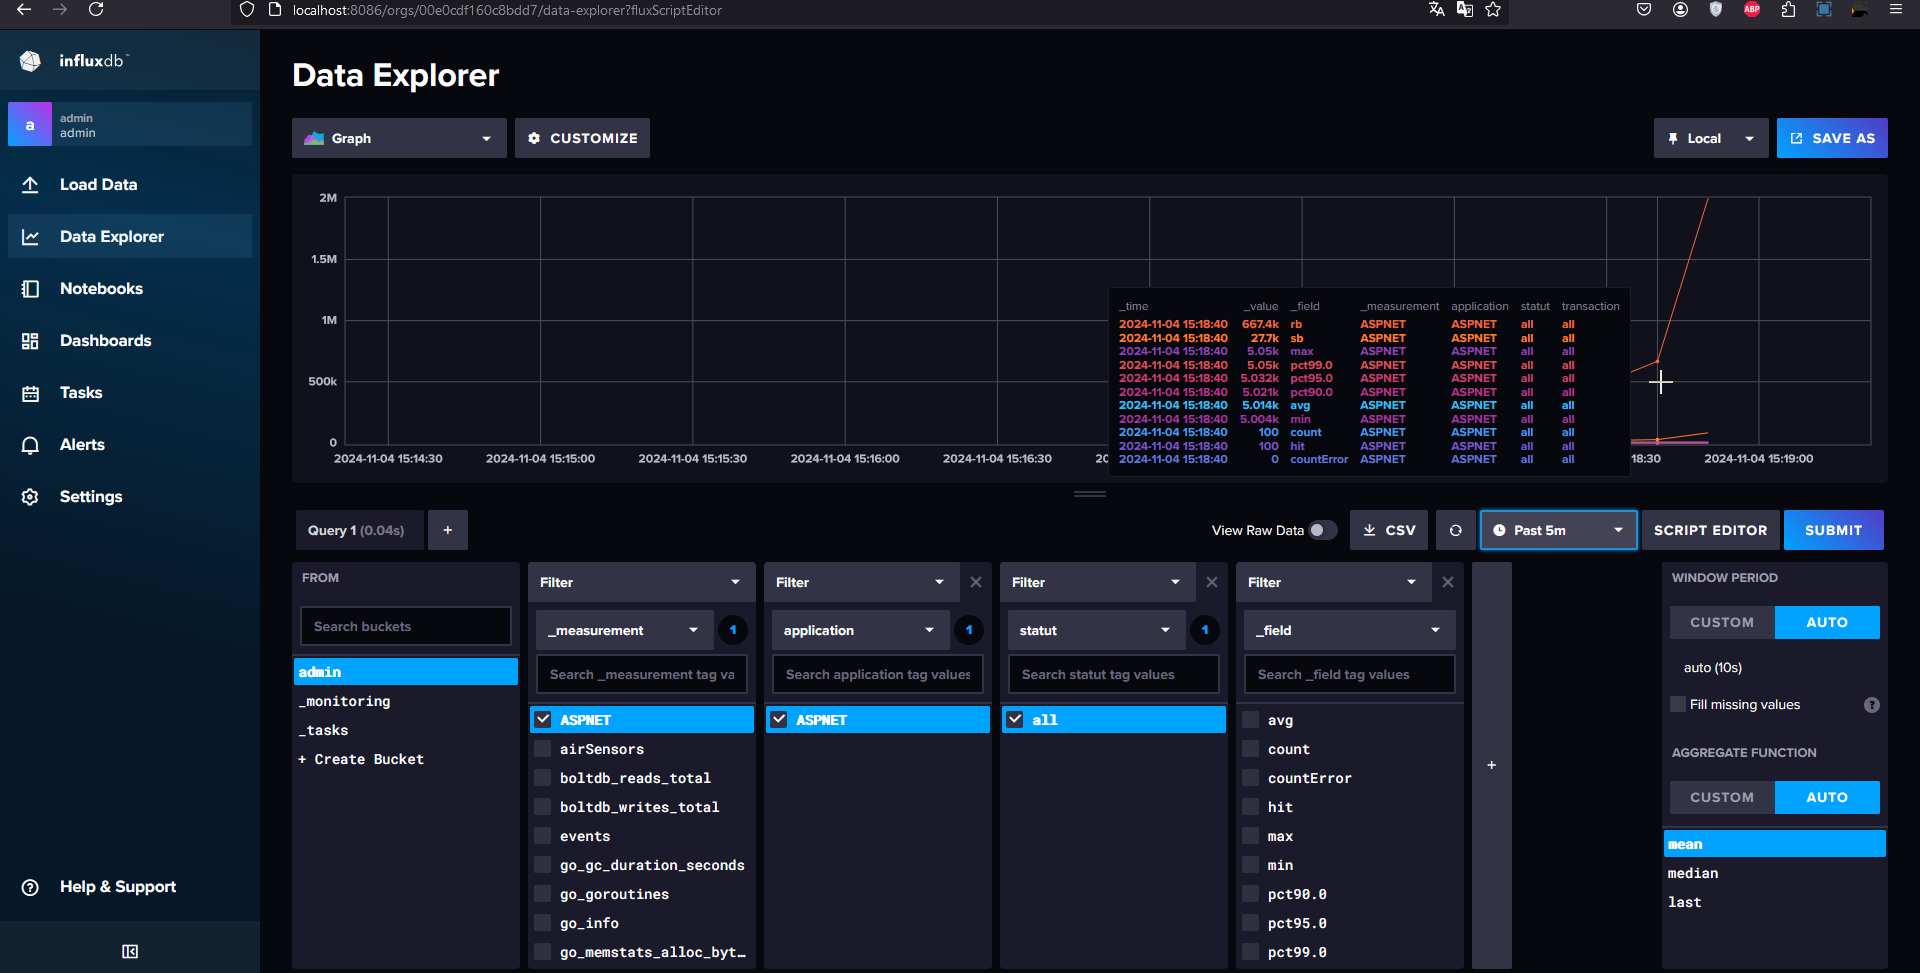 localhost:8086/orgs/00e0cdf160c8bdd7/data-explorer?fluxScriptEditor
ABP
influxdb™
a
admin
admin
Load Data
Data Explorer
Notebooks
Dashboards
Tasks
Alerts
Settings
Help & Support
Data Explorer
Graph
CUSTOMIZE
Local
SAVE AS
2M
1.5M
1M
500k
0
2024-11-04 15:14:30 2024-11-04 15:15:00 2024-11-04 15:15:30 2024-11-04 15:16:00 2024-11-04 15:16:30 20 18:30 2024-11-04 15:19:00
_time _value _field _measurement application statut transaction
2024-11-04 15:18:40 667.4k rb ASPNET ASPNET all all
2024-11-04 15:18:40 27.7k sb ASPNET ASPNET all all
2024-11-04 15:18:40 5.05k max ASPNET ASPNET all all
2024-11-04 15:18:40 5.05k pct99.0 ASPNET ASPNET all all
2024-11-04 15:18:40 5.032k pct95.0 ASPNET ASPNET all all
2024-11-04 15:18:40 5.021k pct90.0 ASPNET ASPNET all all
2024-11-04 15:18:40 5.014k avg ASPNET ASPNET all all
2024-11-04 15:18:40 5.004k min ASPNET ASPNET all all
2024-11-04 15:18:40 100 count ASPNET ASPNET all all
2024-11-04 15:18:40 100 hit ASPNET ASPNET all all
2024-11-04 15:18:40 0 countError ASPNET ASPNET all all
Query 1 (0.04s)
+
View Raw Data
CSV
Past 5m
SCRIPT EDITOR
SUBMIT
FROM
Search buckets
admin
_monitoring
_tasks
+ Create Bucket
Filter
_measurement
1
Search _measurement tag va
ASPNET
airSensors
boltdb_reads_total
boltdb_writes_total
events
go_gc_duration_seconds
go_goroutines
go_info
go_memstats_alloc_byt…
Filter
application
1
Search application tag values
ASPNET
Filter
statut
1
Search statut tag values
all
Filter
_field
Search _field tag values
avg
count
countError
hit
max
min
pct90.0
pct95.0
pct99.0
+
WINDOW PERIOD
CUSTOM AUTO
auto (10s)
Fill missing values
?
AGGREGATE FUNCTION
CUSTOM AUTO
mean
median
last